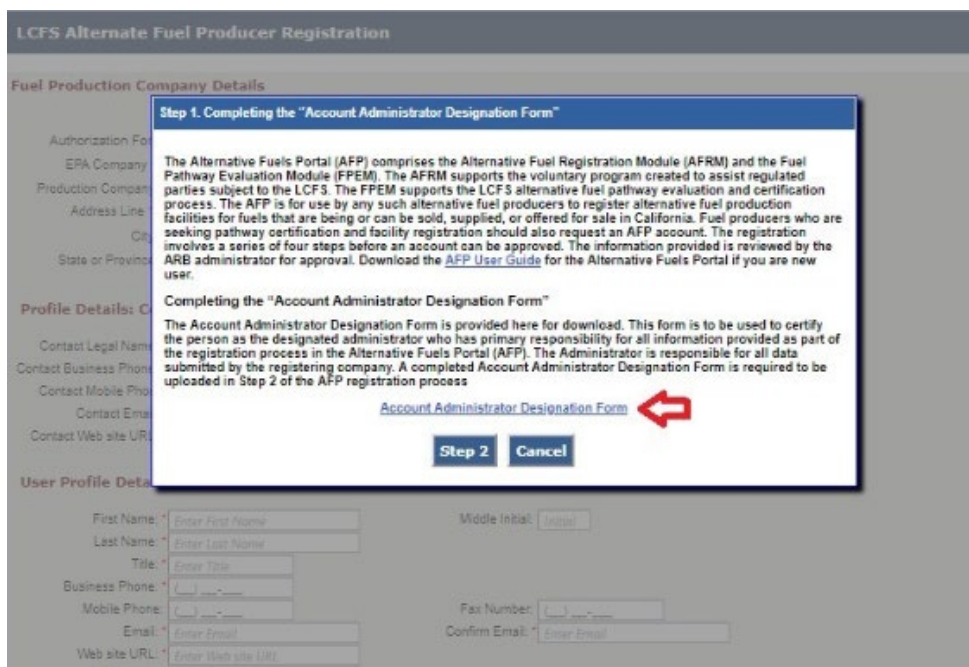 LCFS Alternate Fuel Producer Registration
Fuel Production Company Details
Step 1. Completing the "Account Administrator Designation Form"
Authorization For
EPA Company
Production Company
Address Line
City
State or Province
The Alternative Fuels Portal (AFP) comprises the Alternative Fuel Registration Module (AFRM) and the Fuel
Pathway Evaluation Module (FPEM). The AFRM supports the voluntary program created to assist regulated
parties subject to the LCFS. The FPEM supports the LCFS alternative fuel pathway evaluation and certification
process. The AFP is for use by any such alternative fuel producers to register alternative fuel production
facilities for fuels that are being or can be sold, supplied, or offered for sale in California. Fuel producers who are
seeking pathway certification and facility registration should also request an AFP account. The registration
involves a series of four steps before an account can be approved. The information provided is reviewed by the
ARB administrator for approval. Download the AFP User Guide for the Alternative Fuels Portal if you are new
user.
Completing the "Account Administrator Designation Form"
The Account Administrator Designation Form is provided here for download. This form is to be used to certify
the person as the designated administrator who has primary responsibility for all information provided as part of
the registration process in the Alternative Fuels Portal (AFP). The Administrator is responsible for all data
submitted by the registering company. A completed Account Administrator Designation Form is required to be
uploaded in Step 2 of the AFP registration process
Account Administrator Designation Form
Step 2 Cancel
Profile Details: C
Contact Legal Name
Contact Business Phone
Contact Mobile Phon
Contact Emai
Contact Web site URL
User Profile Deta
First Name: * Enter First Name Middle Initial: Initial
Last Name: * Enter Last Name
Title: * Enter Title
Business Phone: * (__) __-___
Mobile Phone: (__) __-___ Fax Number: (__) __-___
Email: * Enter Email Confirm Email: * Enter Email
Web site URL: * Enter Web site URL